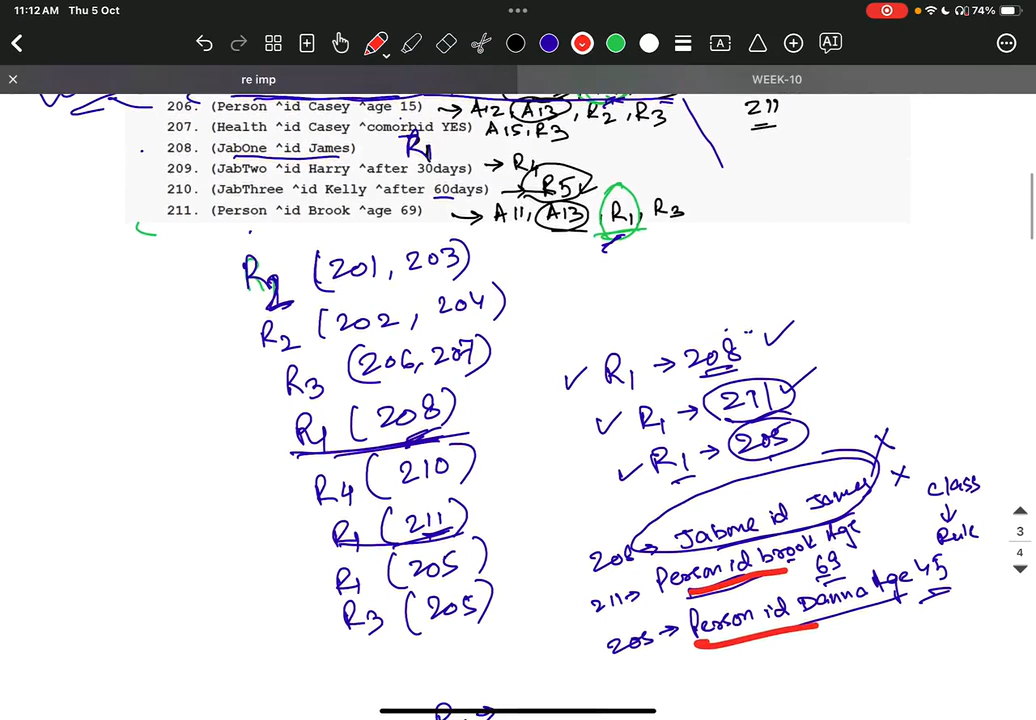 11:12 AM Thu 5 Oct
74%
re imp
WEEK-10
206. (Person ^id Casey ^age 15) → A12, A13, R2, R3
211
207. (Health ^id Casey ^comorbid YES) A15, R3
208. (JabOne ^id James) R1
209. (JabTwo ^id Harry ^after 30days) → R4
210. (JabThree ^id Kelly ^after 60days) → R5 ✓
211. (Person ^id Brook ^age 69) → A11, A13, R1, R3
(201, 203)
R2 (202, 204)
R3 (206, 207)
R1 (208)
R4 (210)
R1 (211)
R1 (205)
R3 (205)
✓ R1 → 208 ✓
✓ R1 → 211 ✓
✓ R1 → 205
208 → Jabone id James x x
211 → Person id brook Age 69
205 → Person id Danna Age 45
class
↓
Rule
3
4